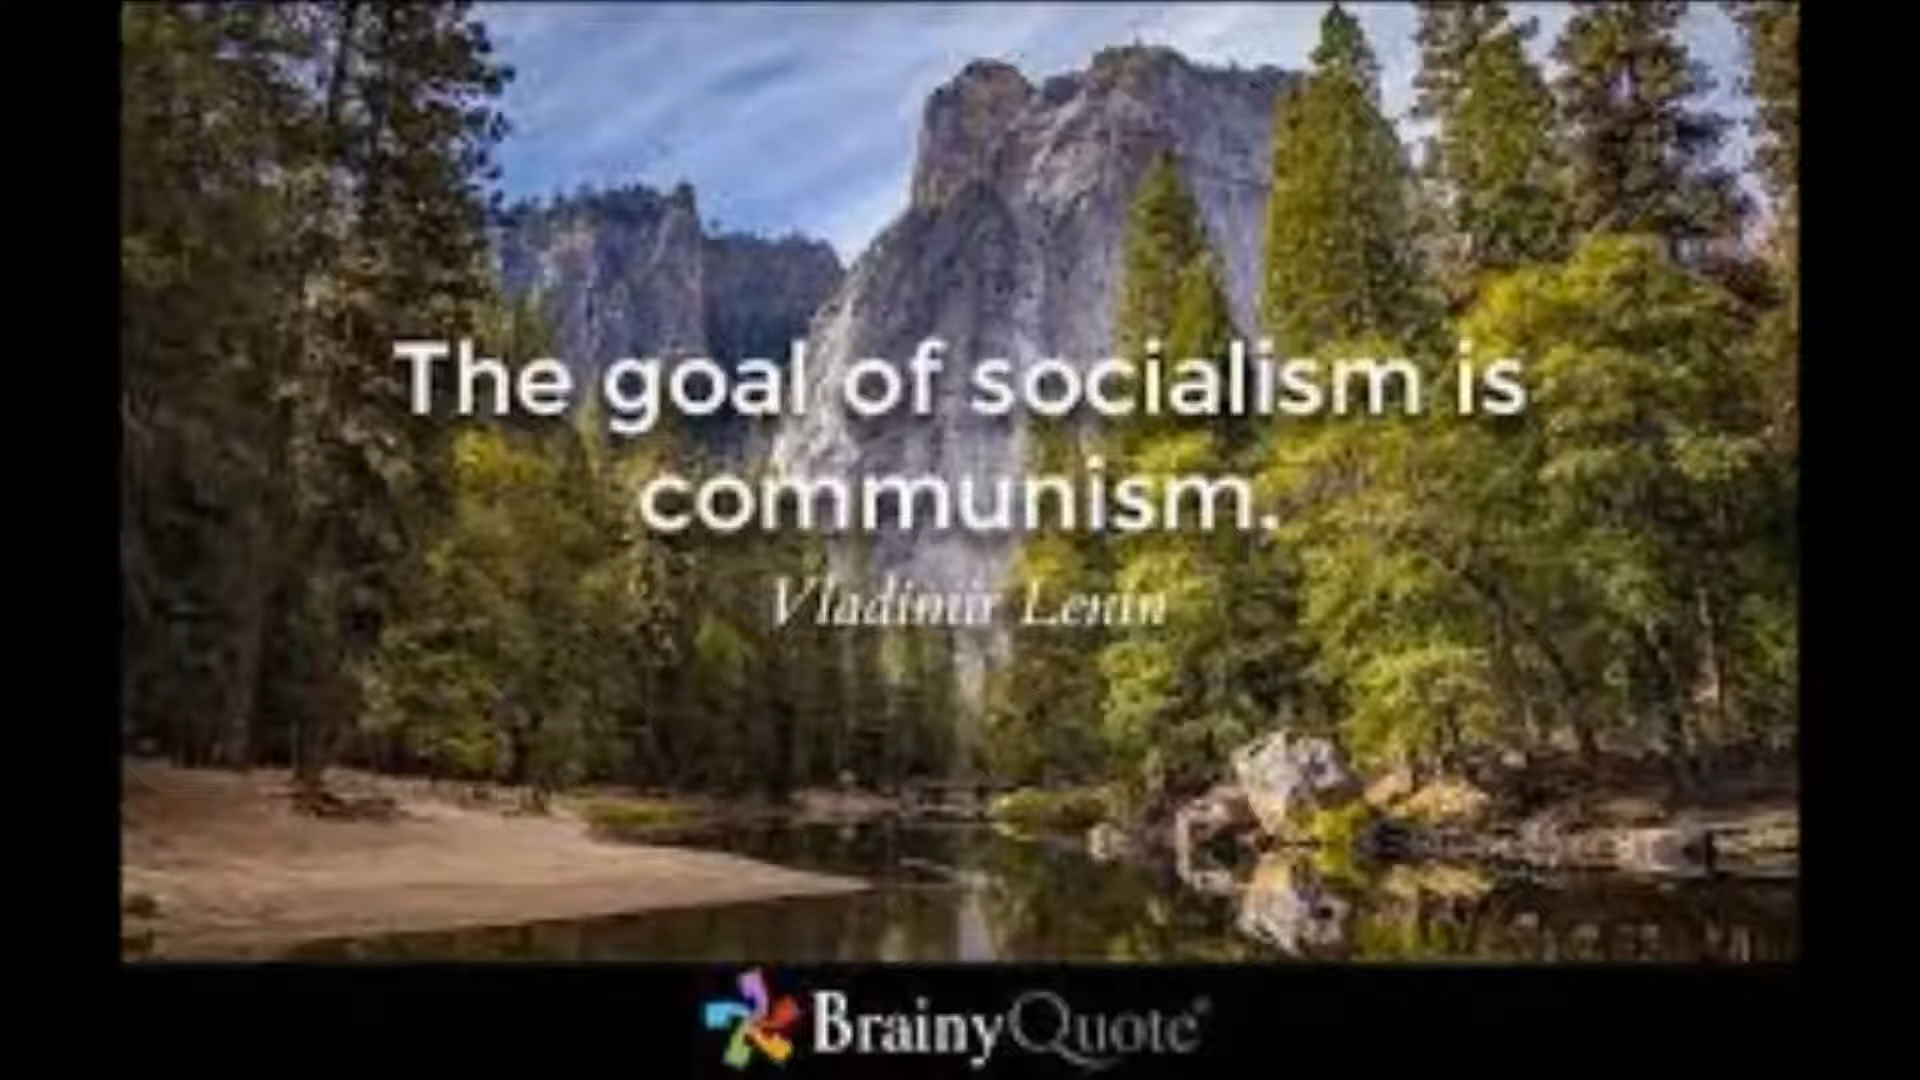 The goal of socialism is
communism.
Vladimir Lenin
BrainyQuote®